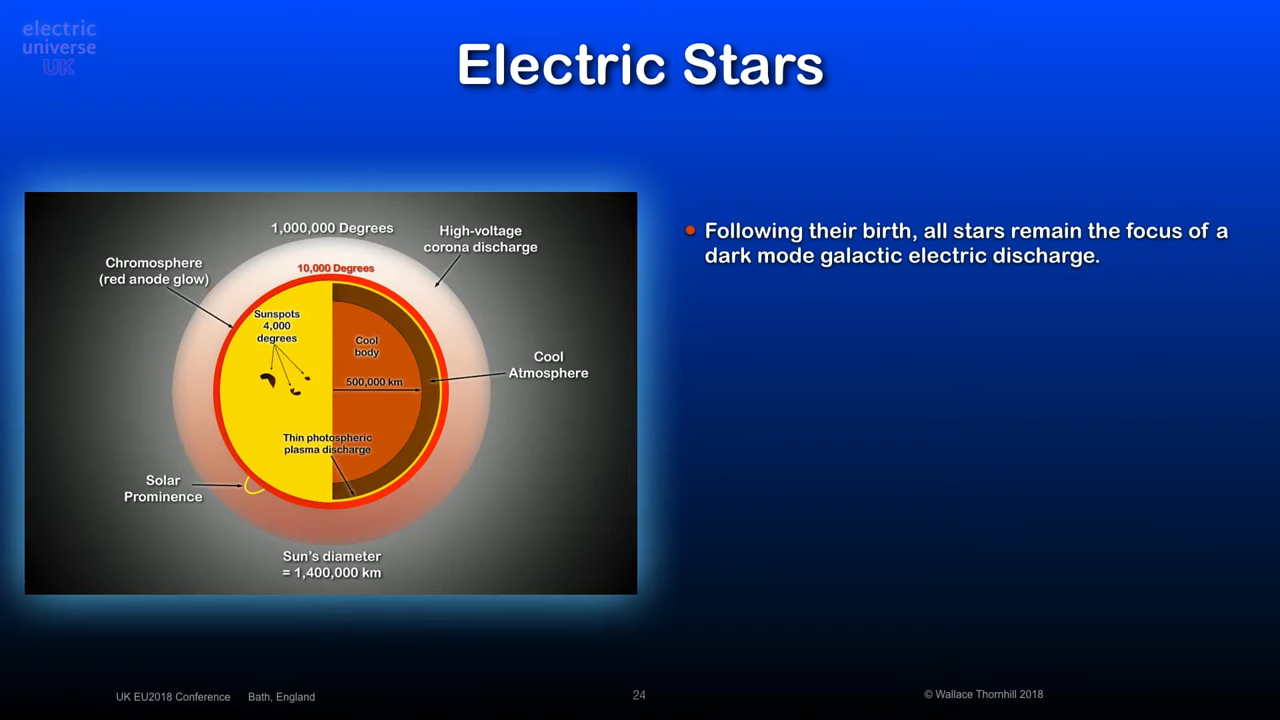 electric
universe
UK
Electric Stars
1,000,000 Degrees
High-voltage
corona discharge
Chromosphere
(red anode glow)
10,000 Degrees
Sunspots
4,000
degrees
Cool
body
500,000 km
Cool
Atmosphere
Thin photospheric
plasma discharge
Solar
Prominence
Sun's diameter
= 1,400,000 km
• Following their birth, all stars remain the focus of a
dark mode galactic electric discharge.
UK EU2018 Conference Bath, England
24
© Wallace Thornhill 2018